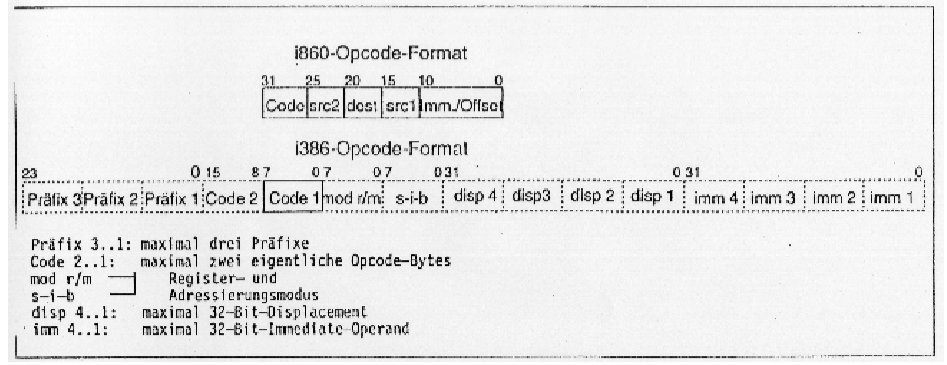 i860-Opcode-Format
31 25 20 15 10 0
Code src2 dest src1 Imm./Offset
i386-Opcode-Format
23 0 15 8 7 0 7 0 7 0 31 0 31 0
Präfix 3 Präfix 2 Präfix 1 Code 2 Code 1 mod r/m s-i-b disp 4 disp3 disp 2 disp 1 imm 4 imm 3 imm 2 imm 1
Präfix 3..1: maximal drei Präfixe
Code 2..1: maximal zwei eigentliche Opcode-Bytes
mod r/m Register- und
s-i-b Adressierungsmodus
disp 4..1: maximal 32-Bit-Displacement
imm 4..1: maximal 32-Bit-Immediate-Operand